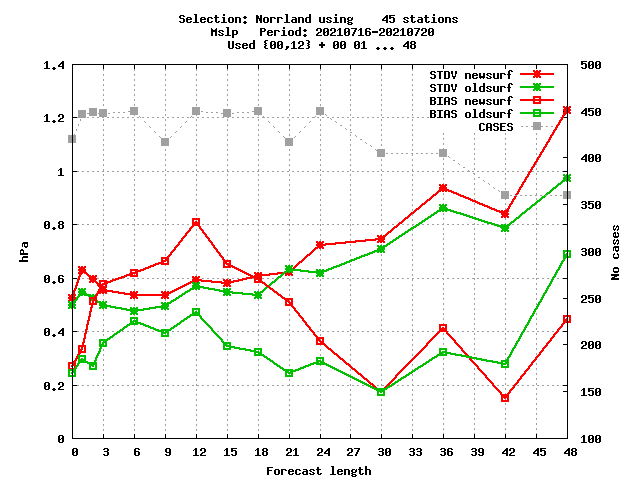 Selection: Norrland using    45 stations
Mslp   Period: 20210716-20210720
Used {00,12} + 00 01 ... 48
STDV newsurf
STDV oldsurf
BIAS newsurf
BIAS oldsurf
CASES
hPa
1.4
1.2
1
0.8
0.6
0.4
0.2
0
500
450
400
350
300
250
200
150
100
No cases
0 3 6 9 12 15 18 21 24 27 30 33 36 39 42 45 48
Forecast length